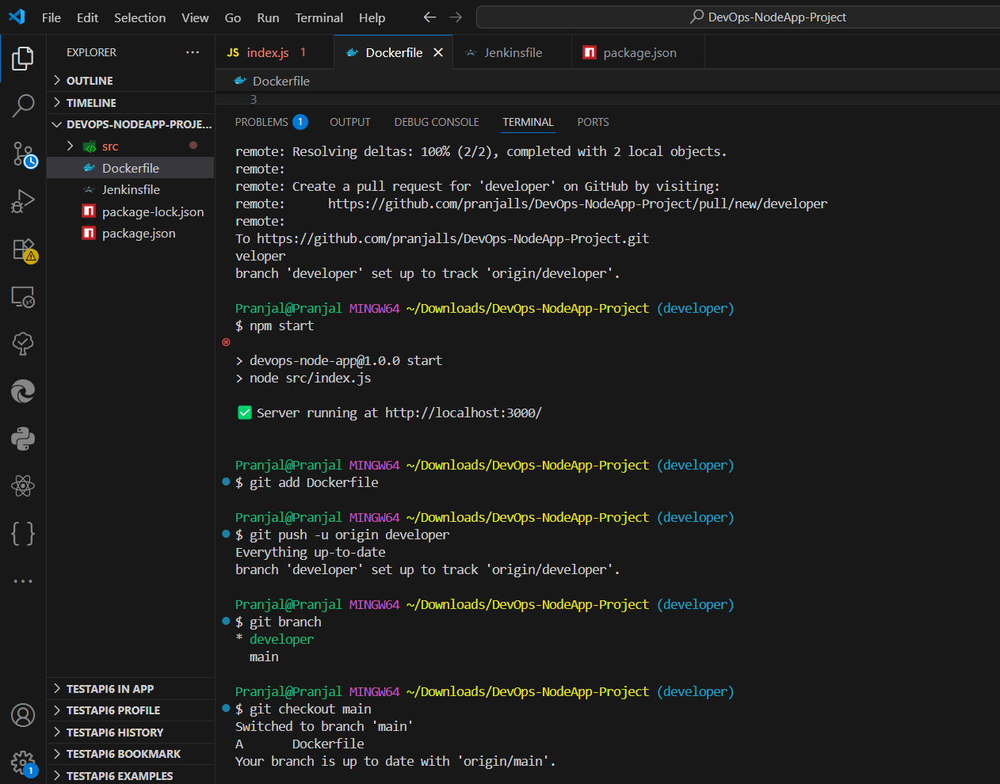 File Edit Selection View Go Run Terminal Help
DevOps-NodeApp-Project
EXPLORER
OUTLINE
TIMELINE
DEVOPS-NODEAPP-PROJE...
src
Dockerfile
Jenkinsfile
package-lock.json
package.json
TESTAPI6 IN APP
TESTAPI6 PROFILE
TESTAPI6 HISTORY
TESTAPI6 BOOKMARK
TESTAPI6 EXAMPLES
1
JS index.js 1 Dockerfile Jenkinsfile package.json
Dockerfile
3
PROBLEMS 1 OUTPUT DEBUG CONSOLE TERMINAL PORTS
remote: Resolving deltas: 100% (2/2), completed with 2 local objects.
remote:
remote: Create a pull request for 'developer' on GitHub by visiting:
remote:      https://github.com/pranjalls/DevOps-NodeApp-Project/pull/new/developer
remote:
To https://github.com/pranjalls/DevOps-NodeApp-Project.git
veloper
branch 'developer' set up to track 'origin/developer'.
Pranjal@Pranjal MINGW64 ~/Downloads/DevOps-NodeApp-Project (developer)
$ npm start
> devops-node-app@1.0.0 start
> node src/index.js
✅ Server running at http://localhost:3000/
Pranjal@Pranjal MINGW64 ~/Downloads/DevOps-NodeApp-Project (developer)
$ git add Dockerfile
Pranjal@Pranjal MINGW64 ~/Downloads/DevOps-NodeApp-Project (developer)
$ git push -u origin developer
Everything up-to-date
branch 'developer' set up to track 'origin/developer'.
Pranjal@Pranjal MINGW64 ~/Downloads/DevOps-NodeApp-Project (developer)
$ git branch
* developer
  main
Pranjal@Pranjal MINGW64 ~/Downloads/DevOps-NodeApp-Project (developer)
$ git checkout main
Switched to branch 'main'
A       Dockerfile
Your branch is up to date with 'origin/main'.